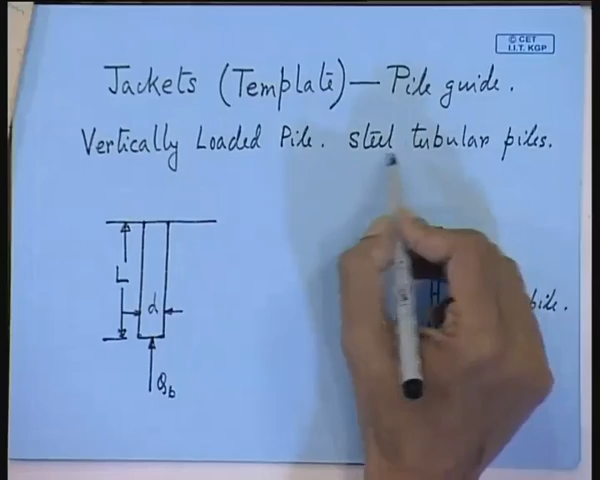 © CET
I.I.T. KGP
Jackets (Template) — Pile guide.
Vertically Loaded Pile. steel tubular piles.
L
d
H
pile.
Qb